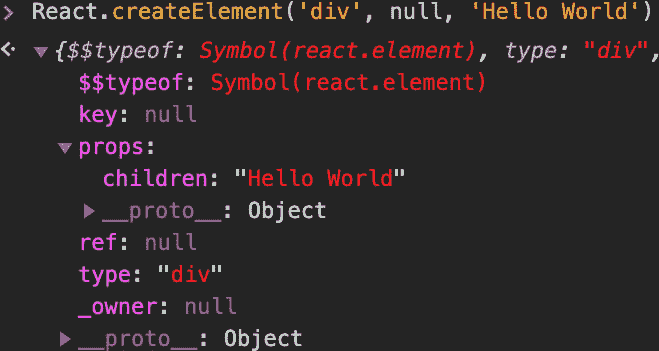 > React.createElement('div', null, 'Hello World')
{$$typeof: Symbol(react.element), type: "div",
$$typeof: Symbol(react.element)
key: null
props:
children: "Hello World"
__proto__: Object
ref: null
type: "div"
_owner: null
__proto__: Object